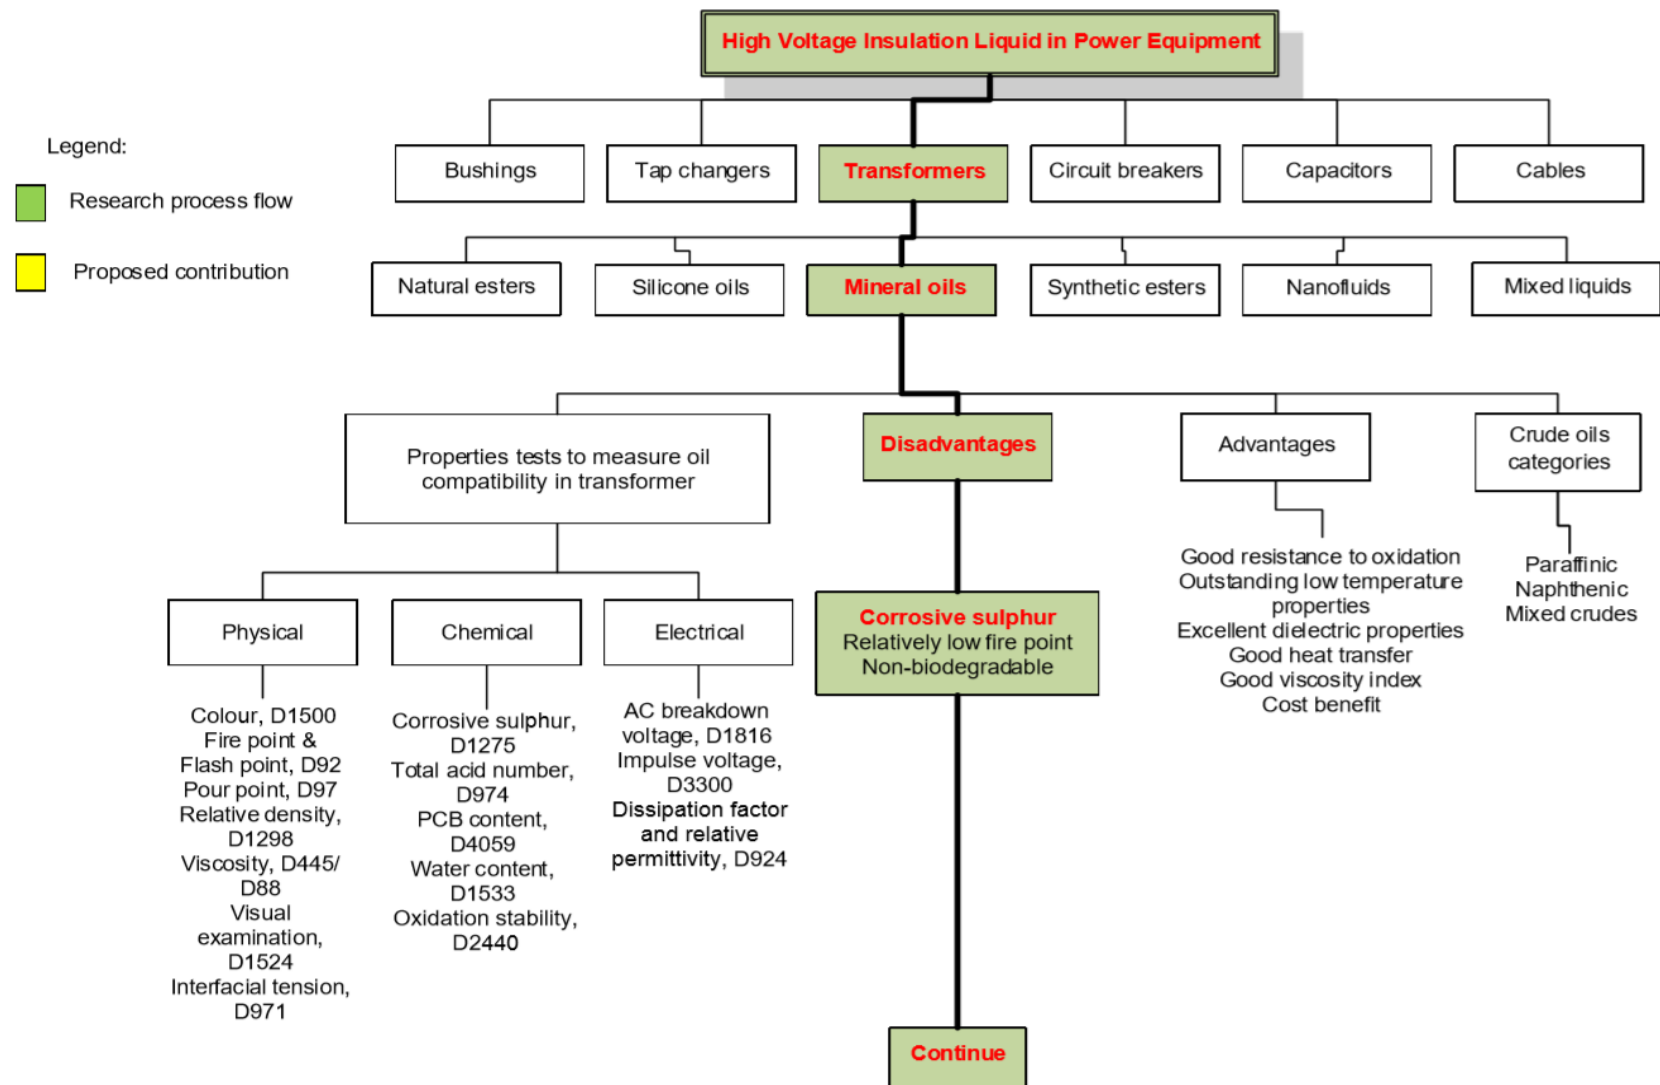 High Voltage Insulation Liquid in Power Equipment
Legend:
Research process flow
Proposed contribution
Bushings
Tap changers
Transformers
Circuit breakers
Capacitors
Cables
Natural esters
Silicone oils
Mineral oils
Synthetic esters
Nanofluids
Mixed liquids
Properties tests to measure oil
compatibility in transformer
Disadvantages
Advantages
Crude oils
categories
Physical
Chemical
Electrical
Colour, D1500
Fire point &
Flash point, D92
Pour point, D97
Relative density,
D1298
Viscosity, D445/
D88
Visual
examination,
D1524
Interfacial tension,
D971
Corrosive sulphur,
D1275
Total acid number,
D974
PCB content,
D4059
Water content,
D1533
Oxidation stability,
D2440
AC breakdown
voltage, D1816
Impulse voltage,
D3300
Dissipation factor
and relative
permittivity, D924
Corrosive sulphur
Relatively low fire point
Non-biodegradable
Good resistance to oxidation
Outstanding low temperature
properties
Excellent dielectric properties
Good heat transfer
Good viscosity index
Cost benefit
Paraffinic
Naphthenic
Mixed crudes
Continue